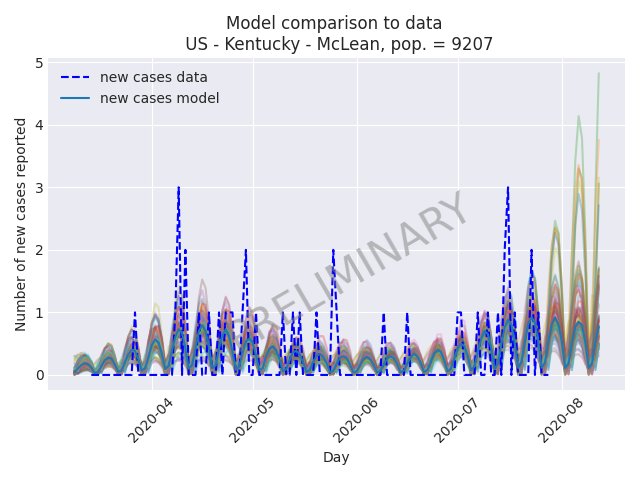 Model comparison to data
US - Kentucky - McLean, pop. = 9207
Number of new cases reported
5
4
3
2
1
0
new cases data
new cases model
PRELIMINARY
2020-04
2020-05
2020-06
2020-07
2020-08
Day